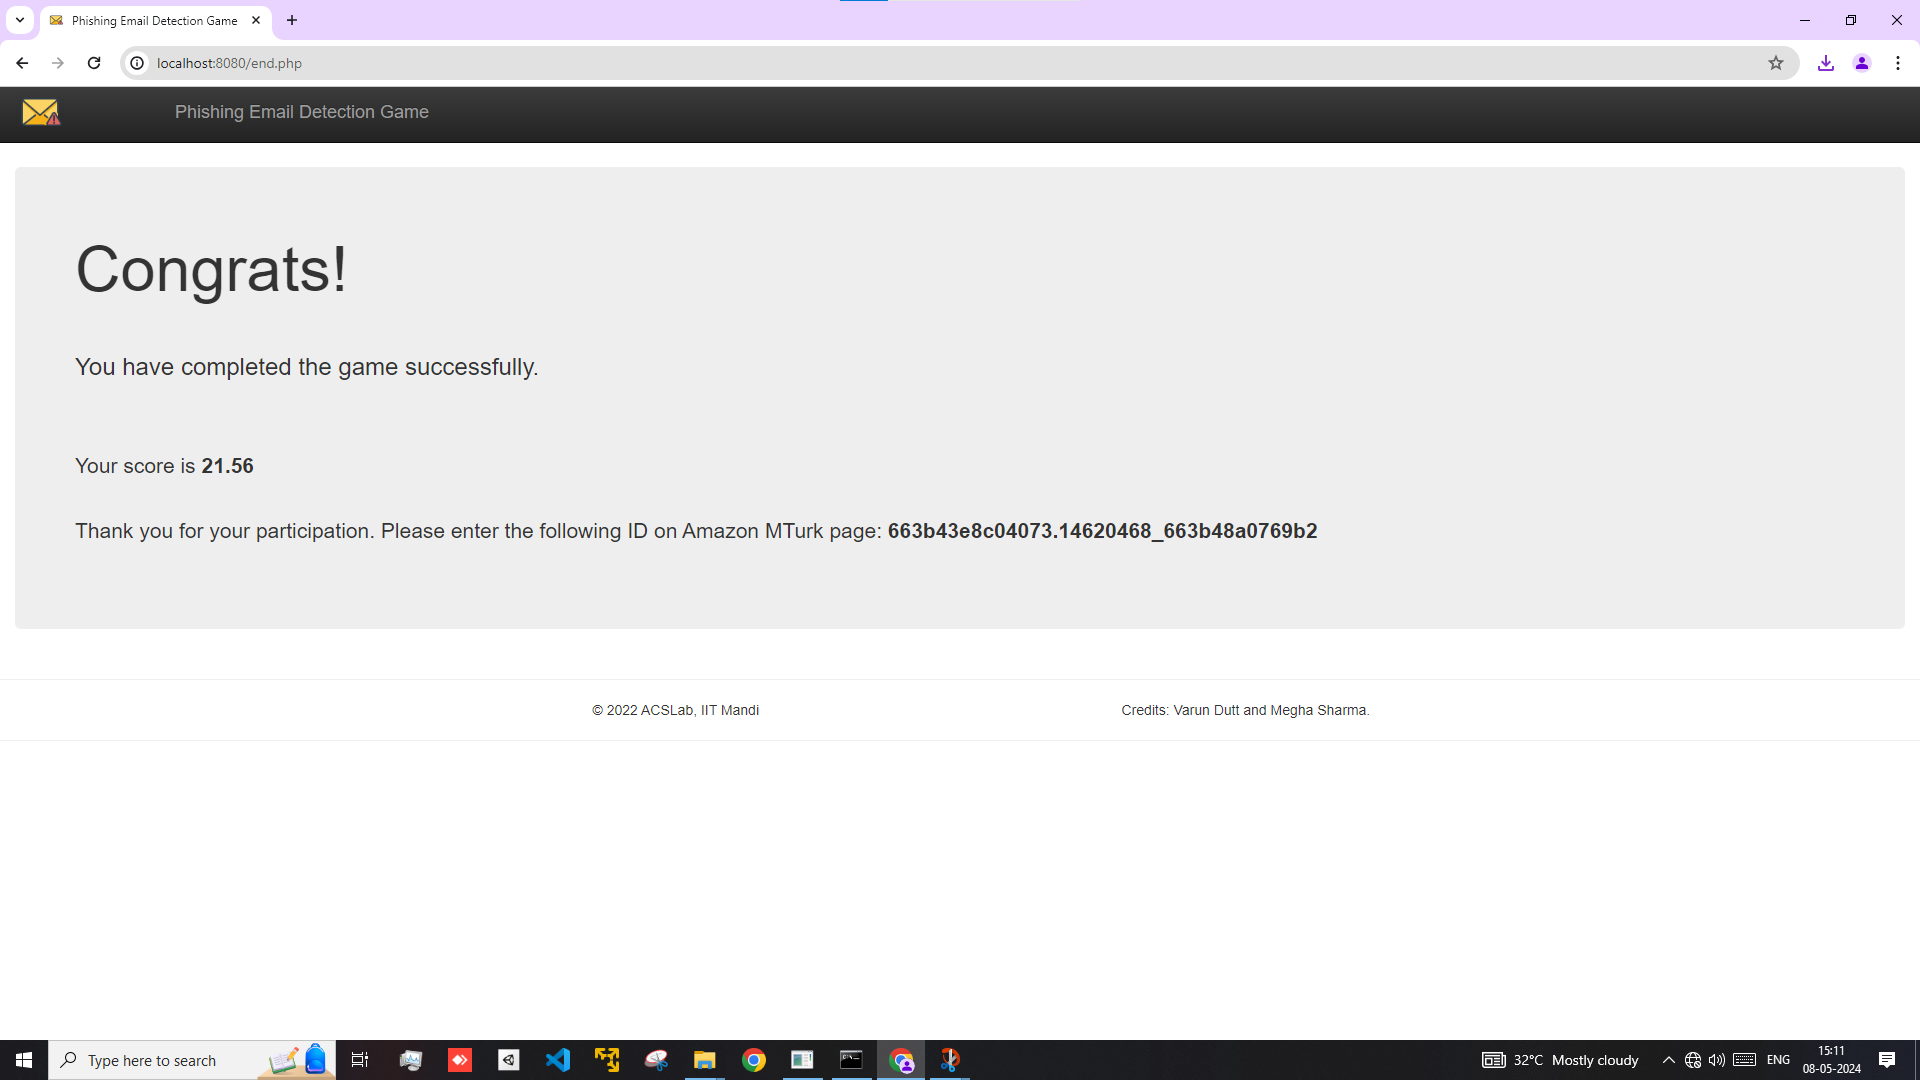 Phishing Email Detection Game
localhost:8080/end.php
Phishing Email Detection Game
Congrats!
You have completed the game successfully.
Your score is 21.56
Thank you for your participation. Please enter the following ID on Amazon MTurk page: 663b43e8c04073.14620468_663b48a0769b2
© 2022 ACSLab, IIT Mandi
Credits: Varun Dutt and Megha Sharma.
Type here to search
32°C Mostly cloudy
ENG
15:11
08-05-2024